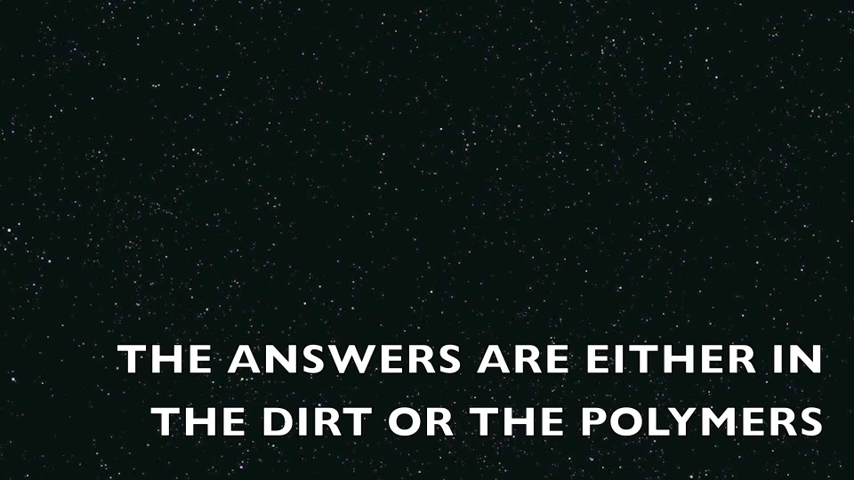 THE ANSWERS ARE EITHER IN
THE DIRT OR THE POLYMERS